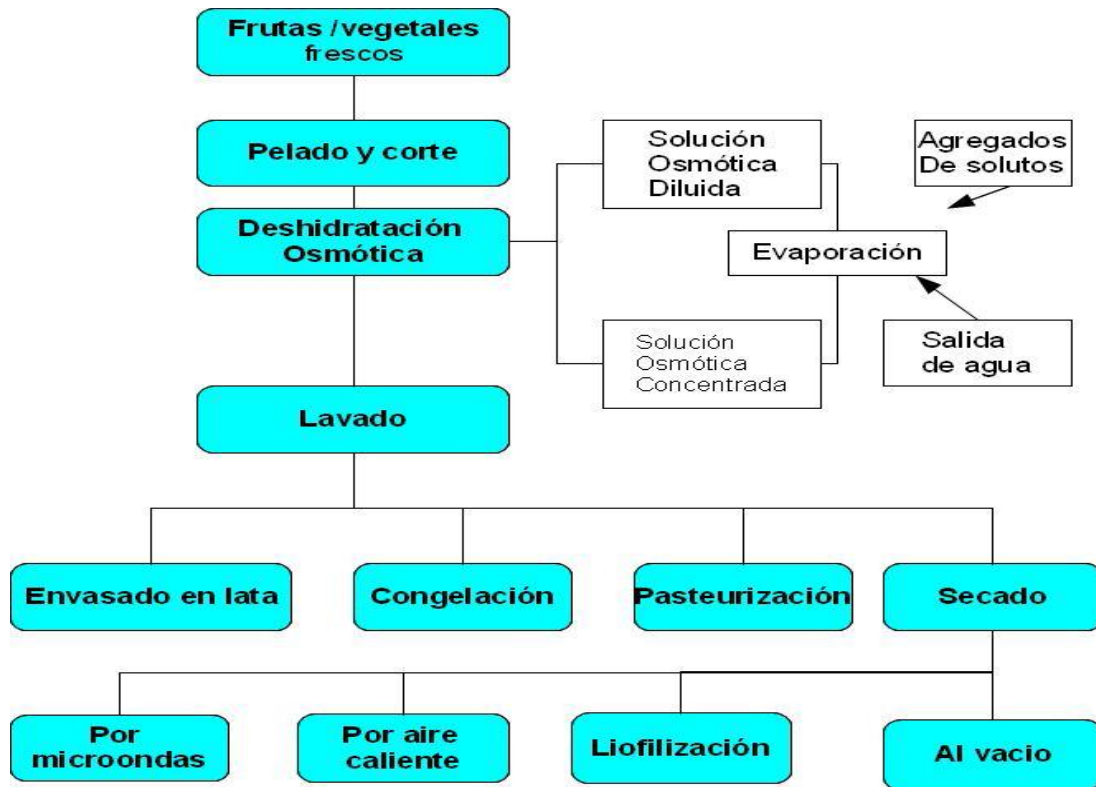 Frutas /vegetales
frescos
Pelado y corte
Deshidratación
Osmótica
Solución
Osmótica
Diluida
Agregados
De solutos
Evaporación
Solución
Osmótica
Concentrada
Salida
de agua
Lavado
Envasado en lata
Congelación
Pasteurización
Secado
Por
microondas
Por aire
caliente
Liofilización
Al vacio